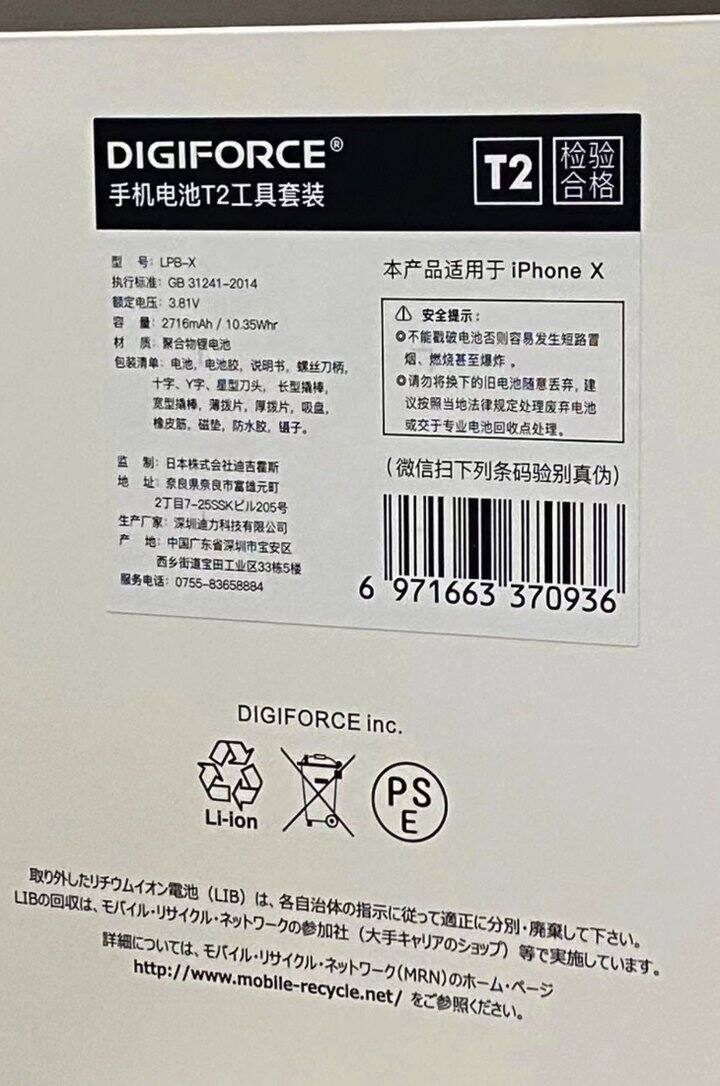 DIGIFORCE®
手机电池T2工具套装
T2
检验
合格
型 号: LPB-X
执行标准: GB 31241-2014
额定电压: 3.81V
容 量: 2716mAh / 10.35Whr
材 质: 聚合物锂电池
包装清单: 电池, 电池胶, 说明书, 螺丝刀柄,
十字、Y字、星型刀头, 长型撬棒,
宽型撬棒, 薄拨片, 厚拨片, 吸盘,
橡皮筋, 磁垫, 防水胶, 镊子。
监 制: 日本株式会社迪吉霍斯
地 址: 奈良県奈良市富雄元町
2丁目7-25SSKビル205号
生产厂家: 深圳迪力科技有限公司
产 地: 中国广东省深圳市宝安区
西乡街道宝田工业区33栋5楼
服务电话: 0755-83658884
本产品适用于 iPhone X
安全提示:
◎不能戳破电池否则容易发生短路冒
烟、燃烧甚至爆炸。
◎请勿将换下的旧电池随意丢弃, 建
议按照当地法律规定处理废弃电池
或交于专业电池回收点处理。
(微信扫下列条码验别真伪)
6 971663 370936
DIGIFORCE inc.
Li-ion
PS
E
取り外したリチウムイオン電池（LIB）は、各自治体の指示に従って適正に分別・廃棄して下さい。
LIBの回収は、モバイル・リサイクル・ネットワークの参加社（大手キャリアのショップ）等で実施しています。
詳細については、モバイル・リサイクル・ネットワーク(MRN)のホーム・ページ
http://www.mobile-recycle.net/ をご参照ください。